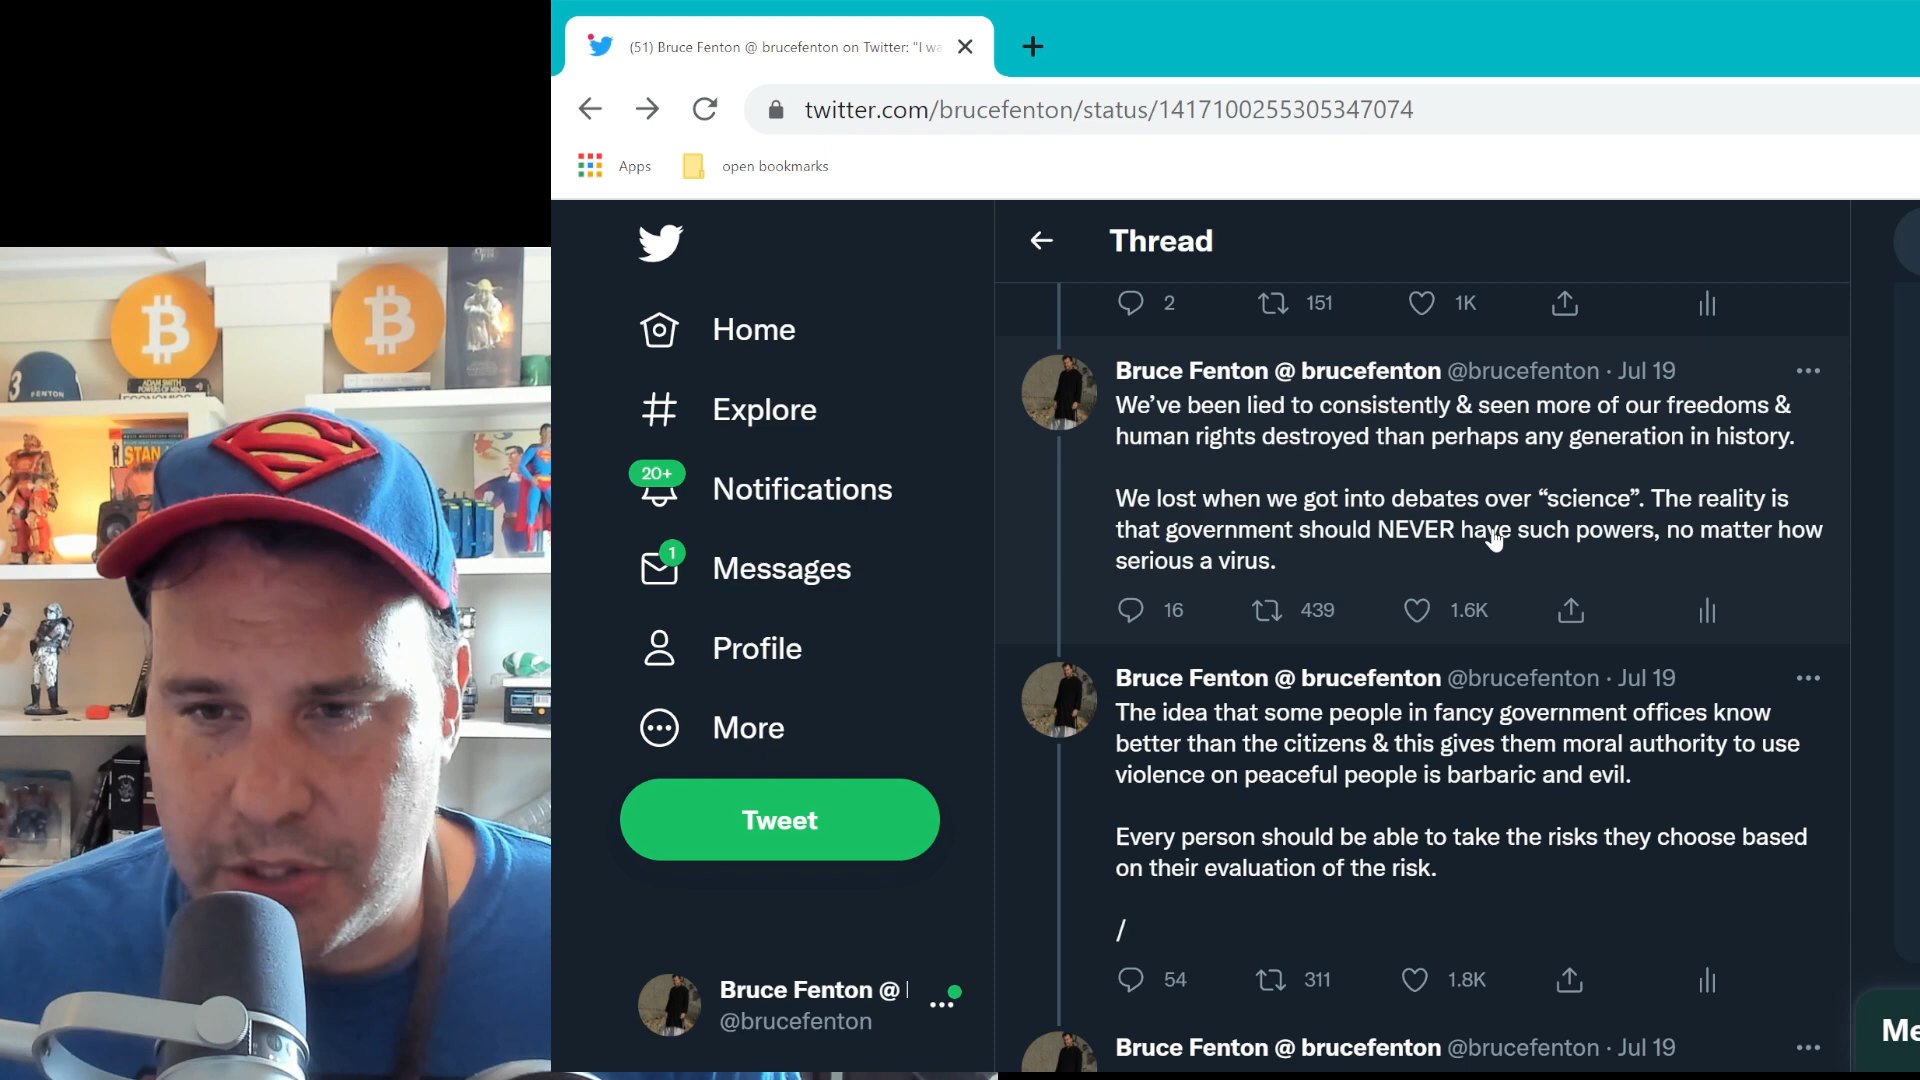 (51) Bruce Fenton @ brucefenton on Twitter: "I wa
twitter.com/brucefenton/status/1417100255305347074
Apps
open bookmarks
Thread
Home
Explore
20+
Notifications
1
Messages
Profile
More
Tweet
Bruce Fenton @
@brucefenton
2 151 1K
Bruce Fenton @ brucefenton @brucefenton · Jul 19
We've been lied to consistently & seen more of our freedoms &
human rights destroyed than perhaps any generation in history.
We lost when we got into debates over “science”. The reality is
that government should NEVER have such powers, no matter how
serious a virus.
16 439 1.6K
Bruce Fenton @ brucefenton @brucefenton · Jul 19
The idea that some people in fancy government offices know
better than the citizens & this gives them moral authority to use
violence on peaceful people is barbaric and evil.
Every person should be able to take the risks they choose based
on their evaluation of the risk.
/
54 311 1.8K
Bruce Fenton @ brucefenton @brucefenton · Jul 19
Me
3
FENTON
ADAM SMITH
ECONOMICS
STAN